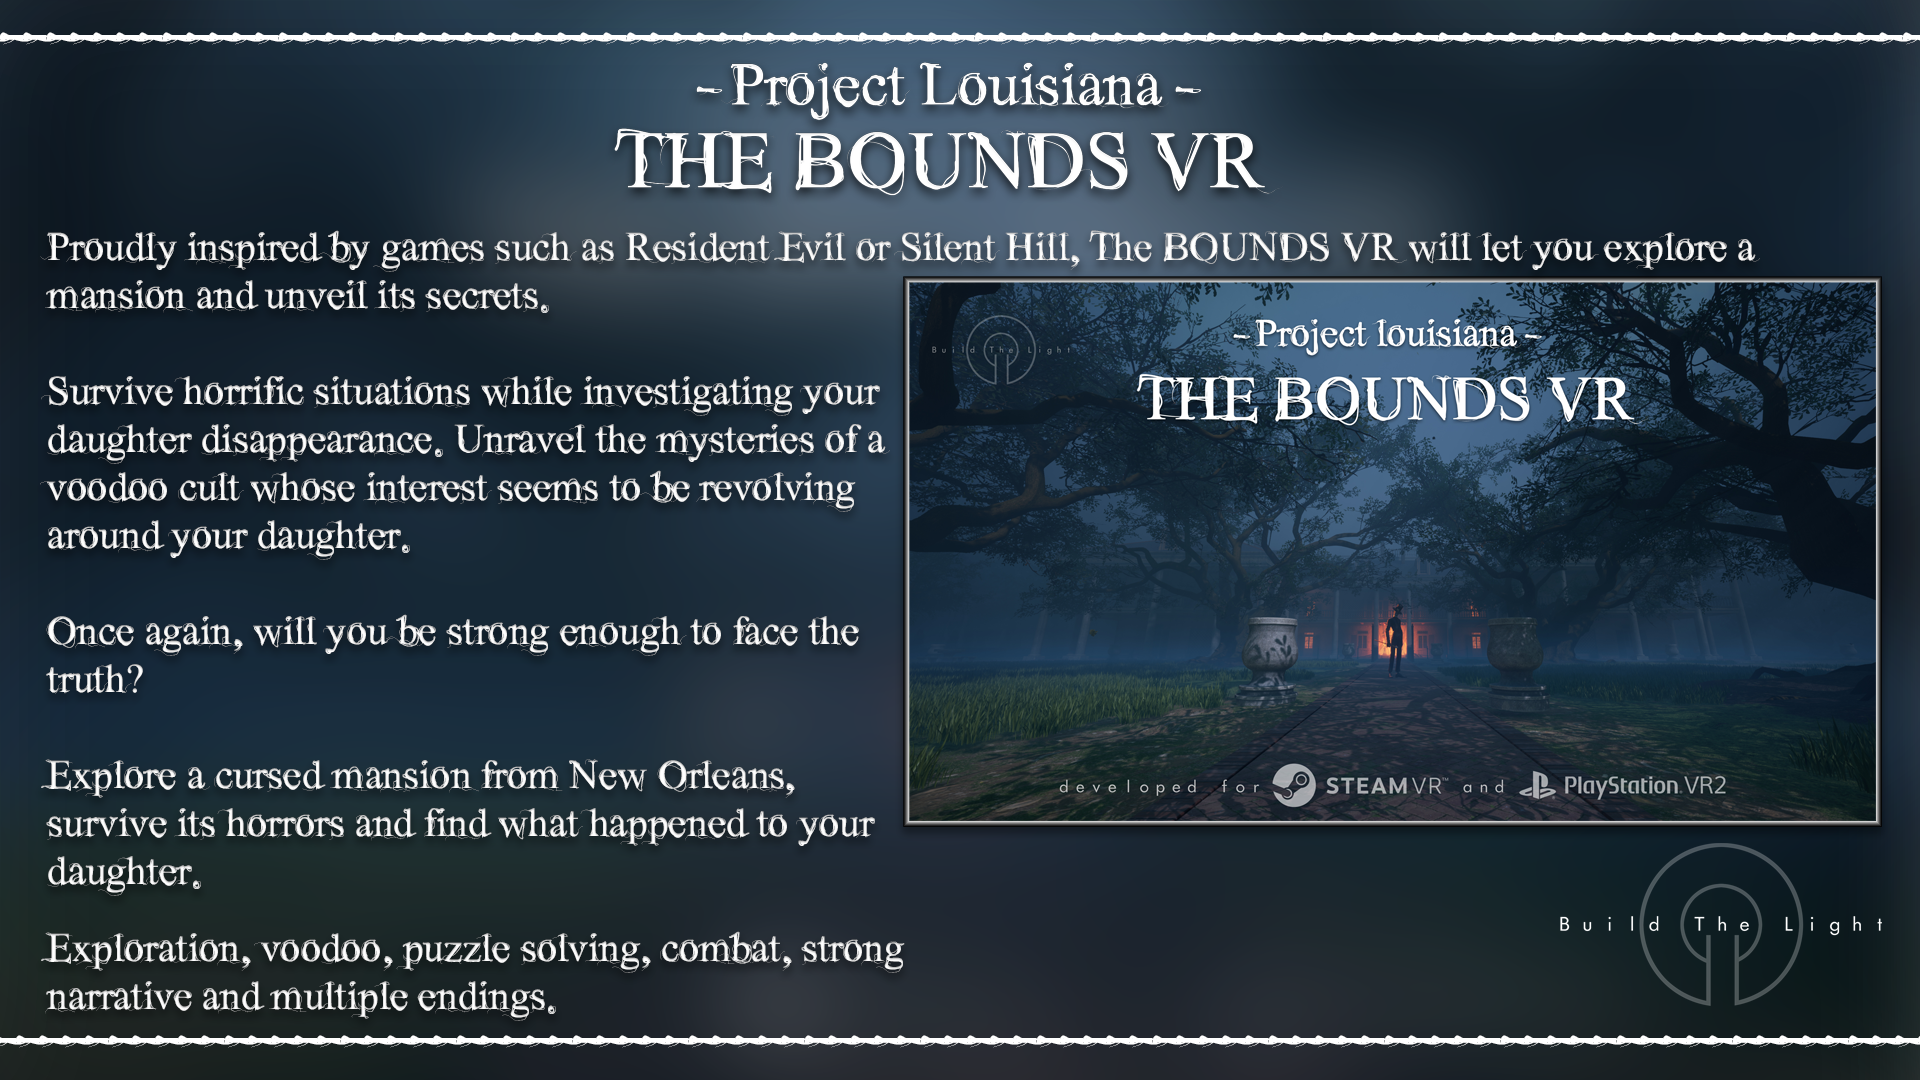 - Project Louisiana -
THE BOUNDS VR
Proudly inspired by games such as Resident Evil or Silent Hill, The BOUNDS VR will let you explore a
mansion and unveil its secrets.
Survive horrific situations while investigating your
daughter disappearance. Unravel the mysteries of a
voodoo cult whose interest seems to be revolving
around your daughter.
Once again, will you be strong enough to face the
truth?
Explore a cursed mansion from New Orleans,
survive its horrors and find what happened to your
daughter.
Exploration, voodoo, puzzle solving, combat, strong
narrative and multiple endings.
Build The Light
- Project louisiana -
THE BOUNDS VR
developed for STEAMVR™ and PlayStation VR2
Build The Light